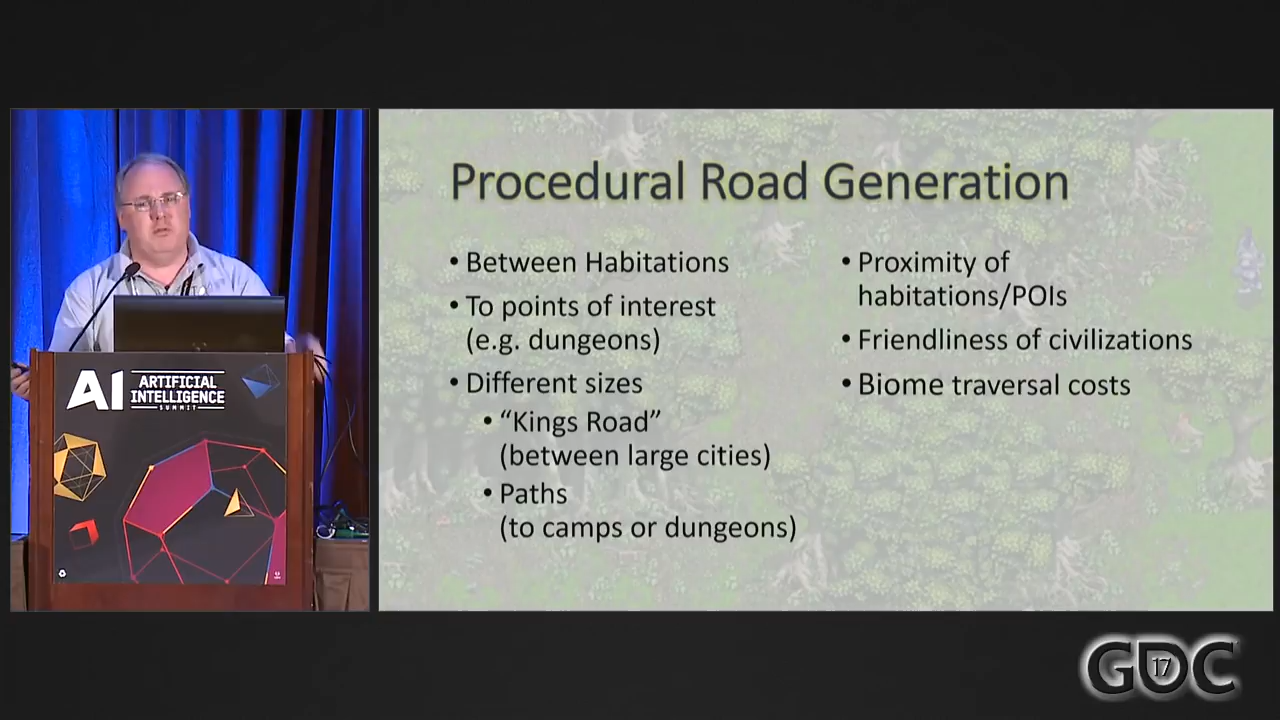 AI ARTIFICIAL
INTELLIGENCE
SUMMIT
Procedural Road Generation
• Between Habitations
• To points of interest
(e.g. dungeons)
• Different sizes
• “Kings Road”
(between large cities)
• Paths
(to camps or dungeons)
• Proximity of
habitations/POIs
• Friendliness of civilizations
• Biome traversal costs
GDC
17